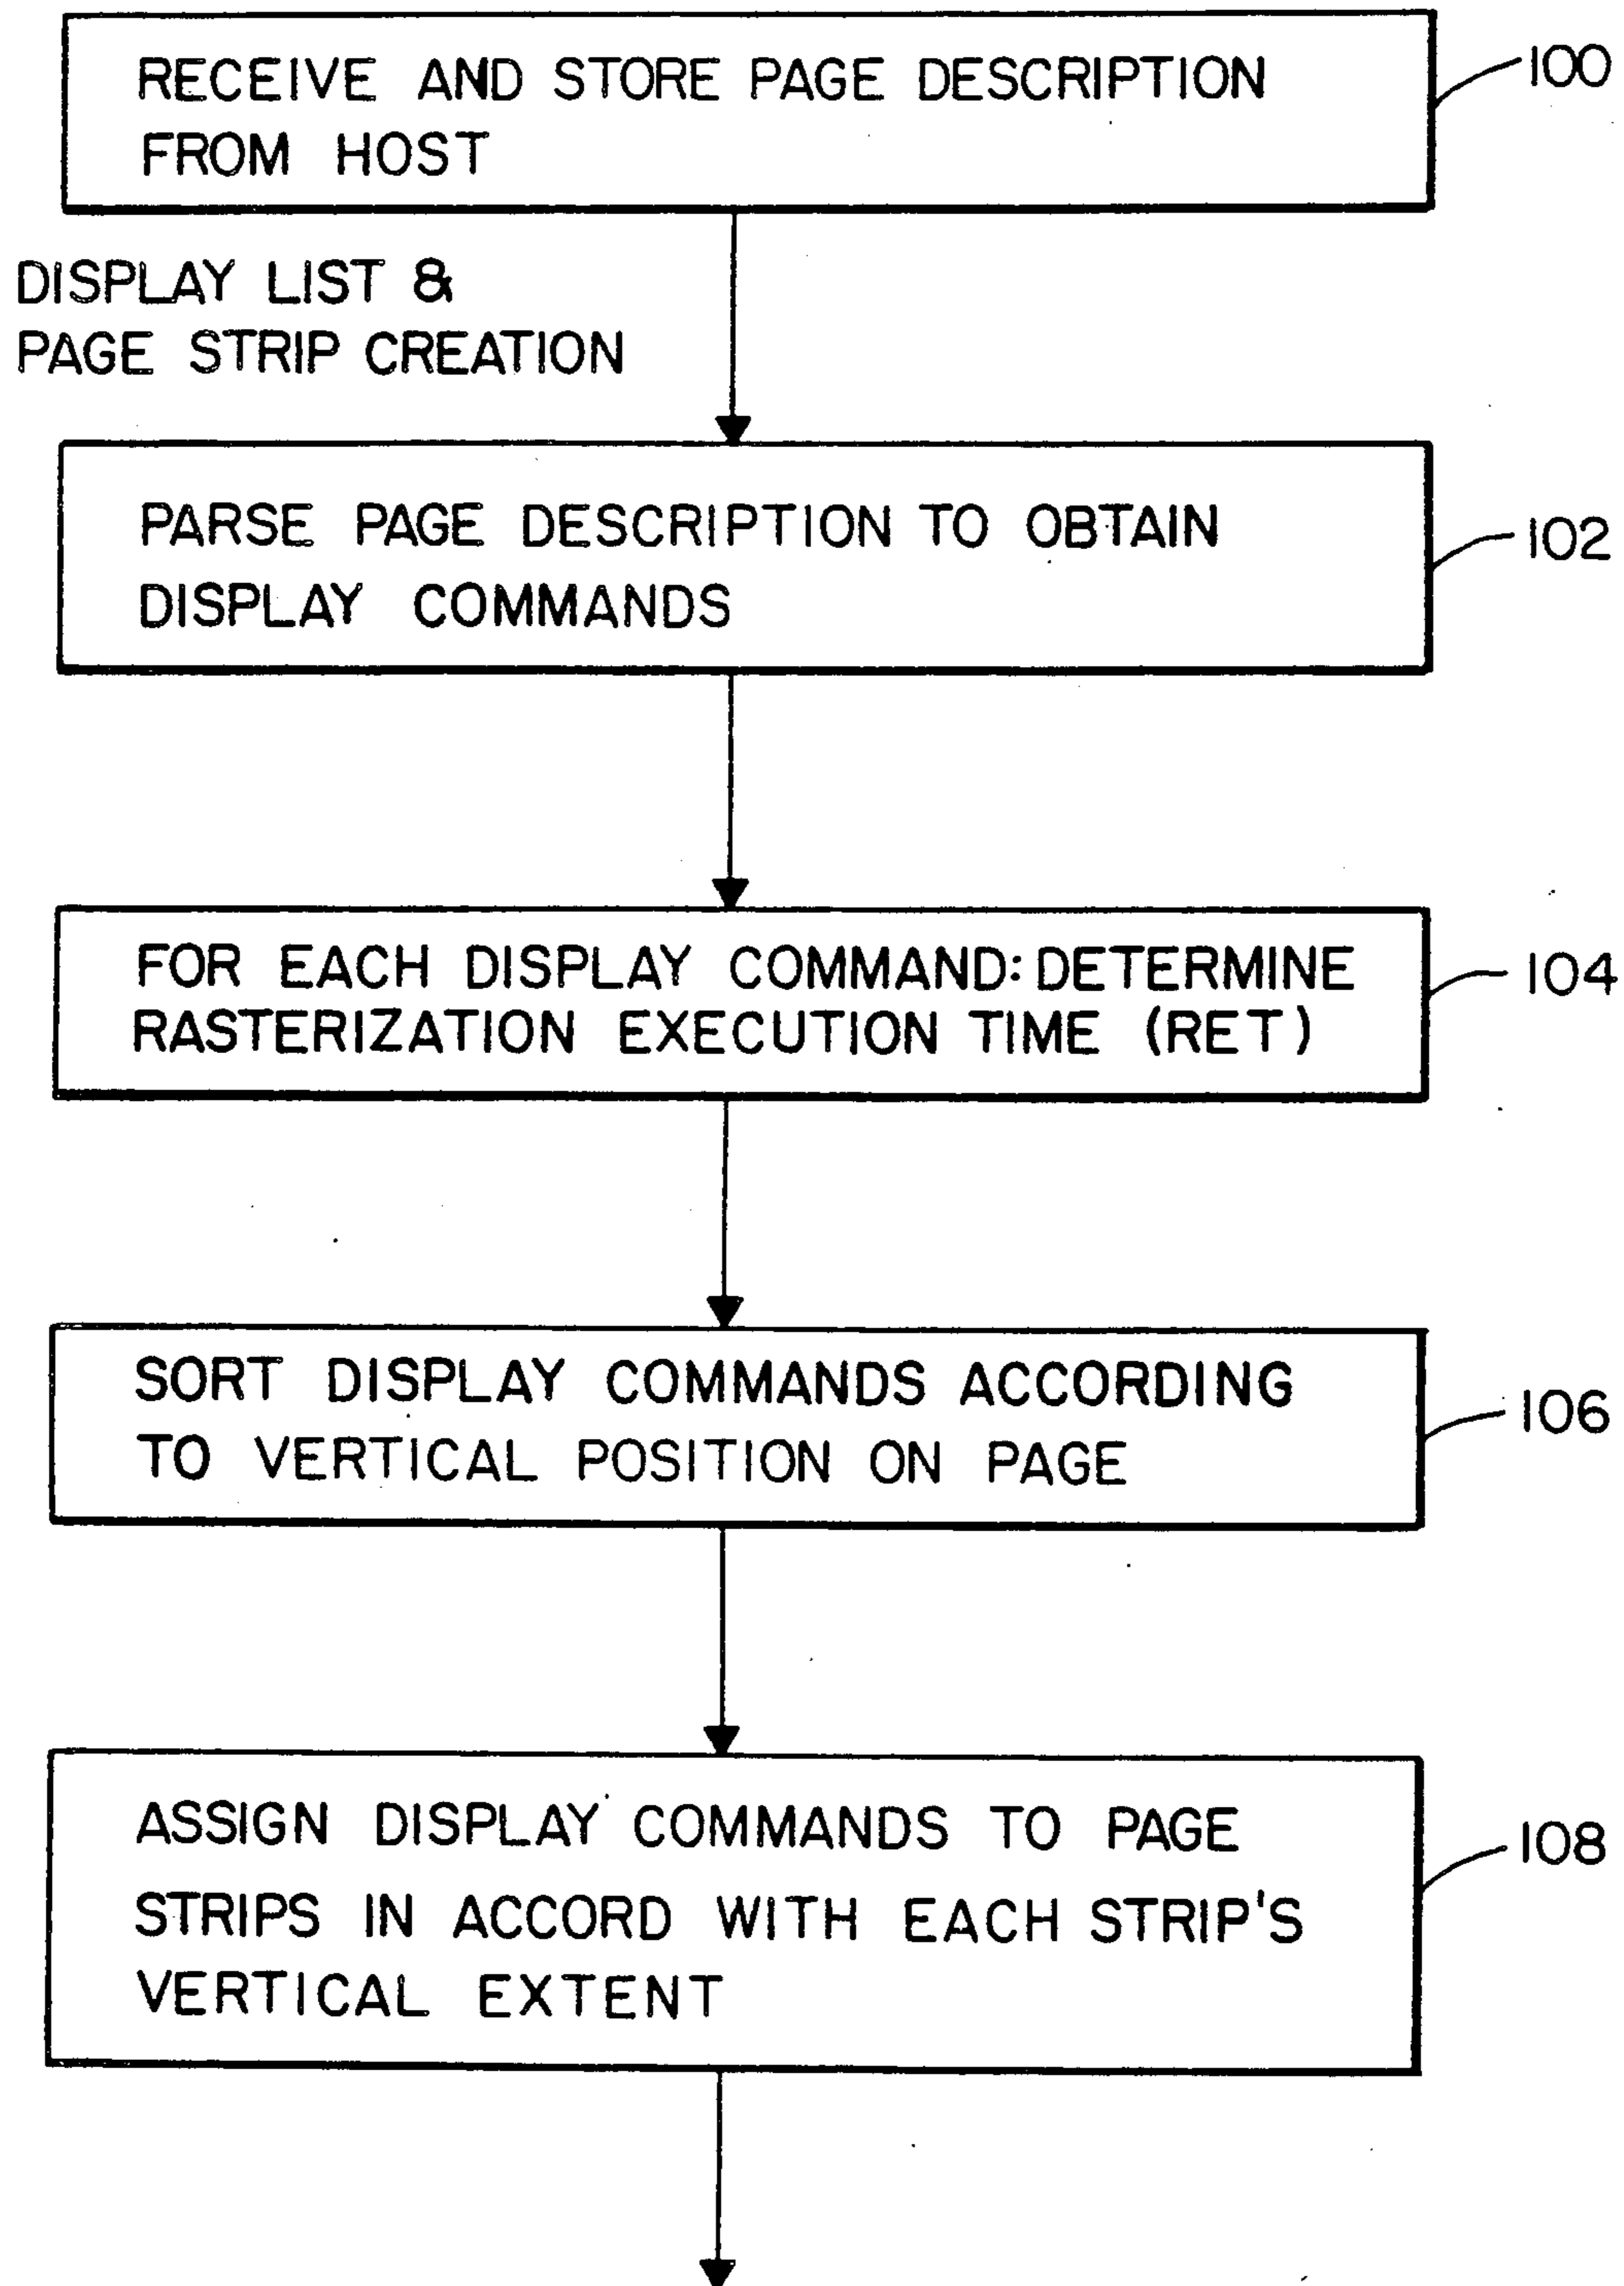 RECEIVE AND STORE PAGE DESCRIPTION
FROM HOST
100
DISPLAY LIST &
PAGE STRIP CREATION
PARSE PAGE DESCRIPTION TO OBTAIN
DISPLAY COMMANDS
102
FOR EACH DISPLAY COMMAND: DETERMINE
RASTERIZATION EXECUTION TIME (RET)
104
SORT DISPLAY COMMANDS ACCORDING
TO VERTICAL POSITION ON PAGE
106
ASSIGN DISPLAY COMMANDS TO PAGE
STRIPS IN ACCORD WITH EACH STRIP'S
VERTICAL EXTENT
108